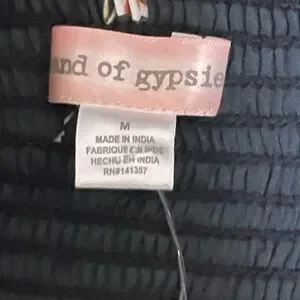 and of gypsie
M
MADE IN INDIA
FABRIQUE EN INDE
HECHO EN INDIA
RN#141357